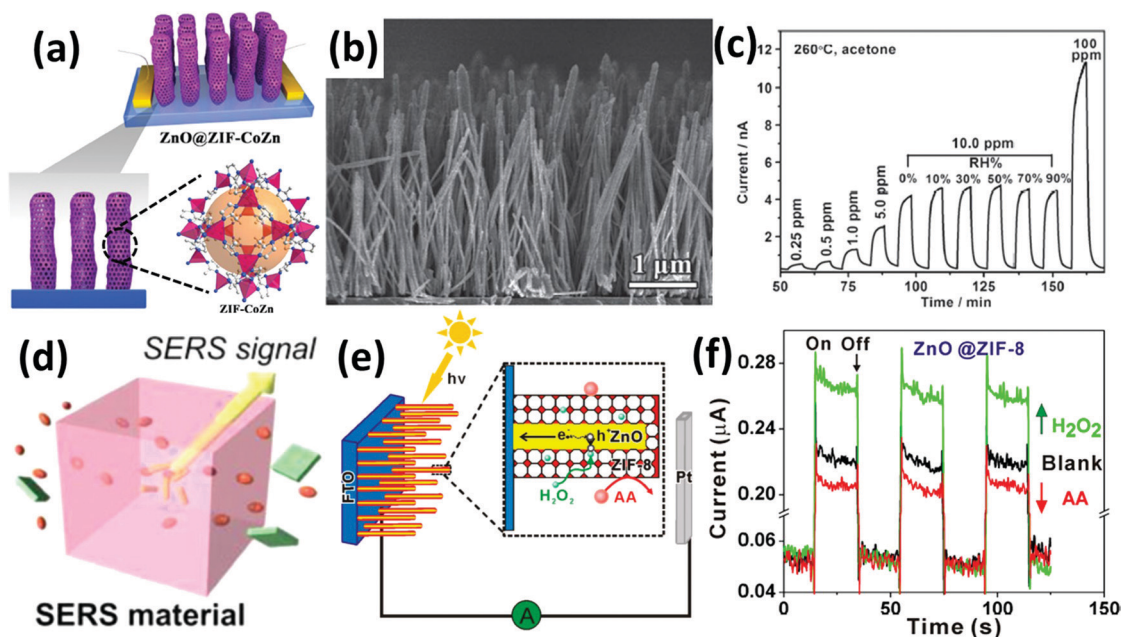 (a)
ZnO@ZIF-CoZn
ZIF-CoZn
(b)
1 μm
(c)
260°C, acetone
100
ppm
10.0 ppm
RH%
0% 10% 30% 50% 70% 90%
0.25 ppm
0.5 ppm
1.0 ppm
5.0 ppm
Current / nA
12
10
8
6
4
2
50 75 100 125 150
Time / min
(d)
SERS signal
SERS material
(e)
hν
FTO
e⁻ h⁺ ZnO
ZIF-8
H₂O₂
AA
Pt
A
(f)
On Off ZnO @ZIF-8
H₂O₂
Blank
AA
Current (μA)
0.28
0.24
0.20
0.06
0.04
0 50 100 150
Time (s)